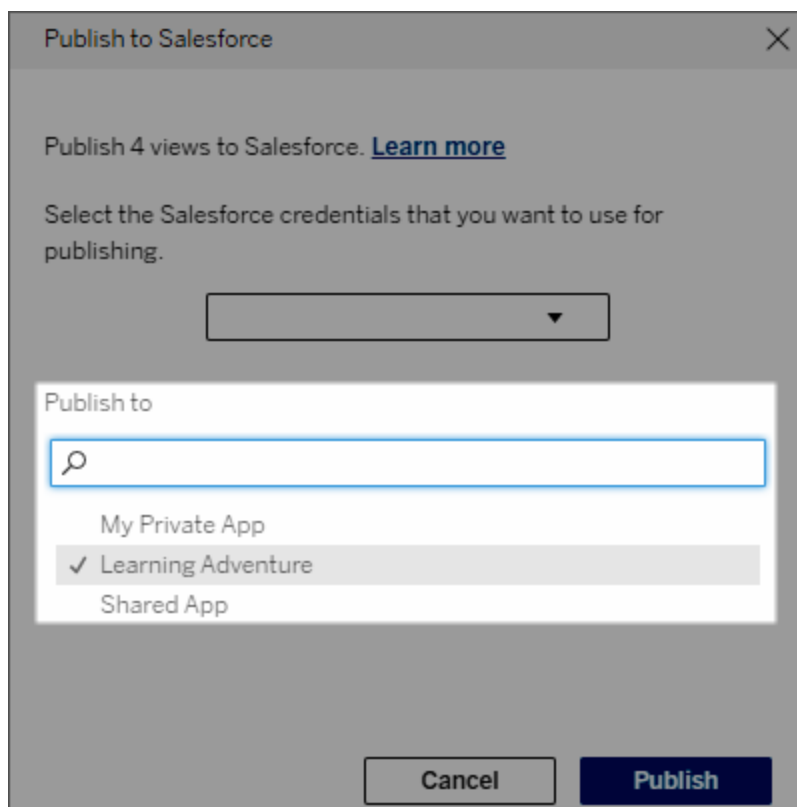 Publish to Salesforce
Publish 4 views to Salesforce. Learn more
Select the Salesforce credentials that you want to use for
publishing.
Publish to
My Private App
Learning Adventure
Shared App
Cancel
Publish